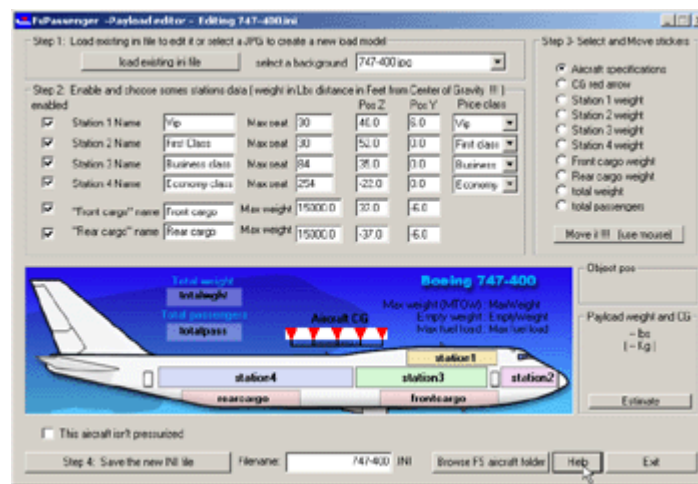 FsPassenger -Payload editor - Editing 747-400.ini
Step 1: Load existing ini file to edit it or select a JPG to create a new load model
load existing ini file select a background 747-400.jpg
Step 2: Enable and choose somes stations data ( weight in Lbs distance in Feet from Center of Gravity !!! )
enabled Pos Z Pos Y Price class
Station 1 Name Vip Max seat 30 6.0 Vip
Station 2 Name First Class Max seat 30 0.0 First class
Station 3 Name Business class Max seat 84 35.0 0.0 Business
Station 4 Name Economy class Max seat 254 -22.0 0.0 Economy
"Front cargo" name Front cargo Max weight 15000.0 -6.0
"Rear cargo" name Rear cargo Max weight 15000.0 -37.0 -6.0
Step 3- Select and Move stickers
Aircraft specifications
CG red arrow
Station 1 weight
Station 2 weight
Station 3 weight
Station 4 weight
Front cargo weight
Rear cargo weight
total weight
total passengers
Move it !!! (use mouse)
Total weight
totalweight
Total passengers
totalpass
Aircraft CG
Boeing 747-400
Max weight (MTOW) : MaxWeight
Empty weight : EmptyWeight
Max fuel load : Max fuel load
station1
station4 station3 station2
rearcargo frontcargo
Object pos
Payload weight and CG
-- lbs
( -- Kg )
Estimate
This aircraft isn't pressurized
Step 4: Save the new INI file Filename: 747-400 .INI Browse FS aircraft folder Help Exit